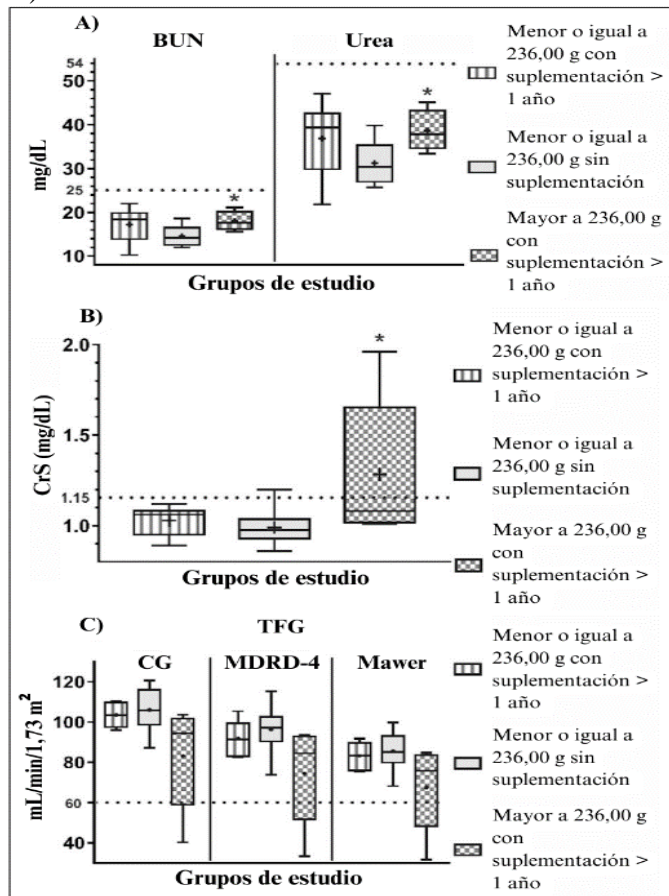 A)
BUN
Urea
mg/dL
54
50
40
30
25
20
10
*
*
Grupos de estudio
Menor o igual a
236,00 g con
suplementación >
1 año
Menor o igual a
236,00 g sin
suplementación
Mayor a 236,00 g
con
suplementación >
1 año
B)
CrS (mg/dL)
2.0
1.5
1.15
1.0
*
Grupos de estudio
Menor o igual a
236,00 g con
suplementación >
1 año
Menor o igual a
236,00 g sin
suplementación
Mayor a 236,00 g
con
suplementación >
1 año
C)
TFG
CG
MDRD-4
Mawer
mL/min/1,73 m²
120
100
80
60
40
Grupos de estudio
Menor o igual a
236,00 g con
suplementación >
1 año
Menor o igual a
236,00 g sin
suplementación
Mayor a 236,00 g
con
suplementación >
1 año